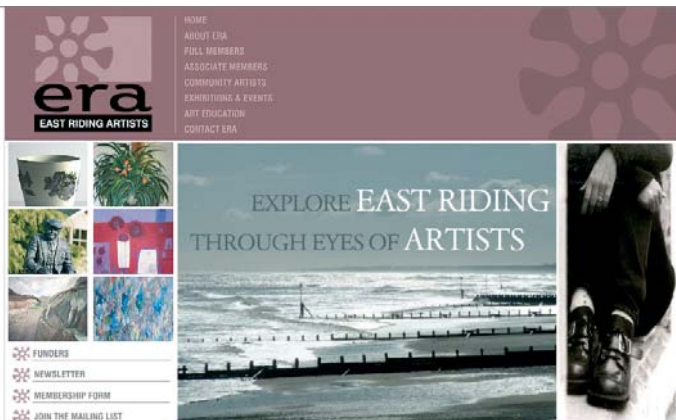 era
EAST RIDING ARTISTS
HOME
ABOUT ERA
FULL MEMBERS
ASSOCIATE MEMBERS
COMMUNITY ARTISTS
EXHIBITIONS & EVENTS
ART EDUCATION
CONTACT ERA
EXPLORE EAST RIDING
THROUGH EYES OF ARTISTS
FUNDERS
NEWSLETTER
MEMBERSHIP FORM
JOIN THE MAILING LIST